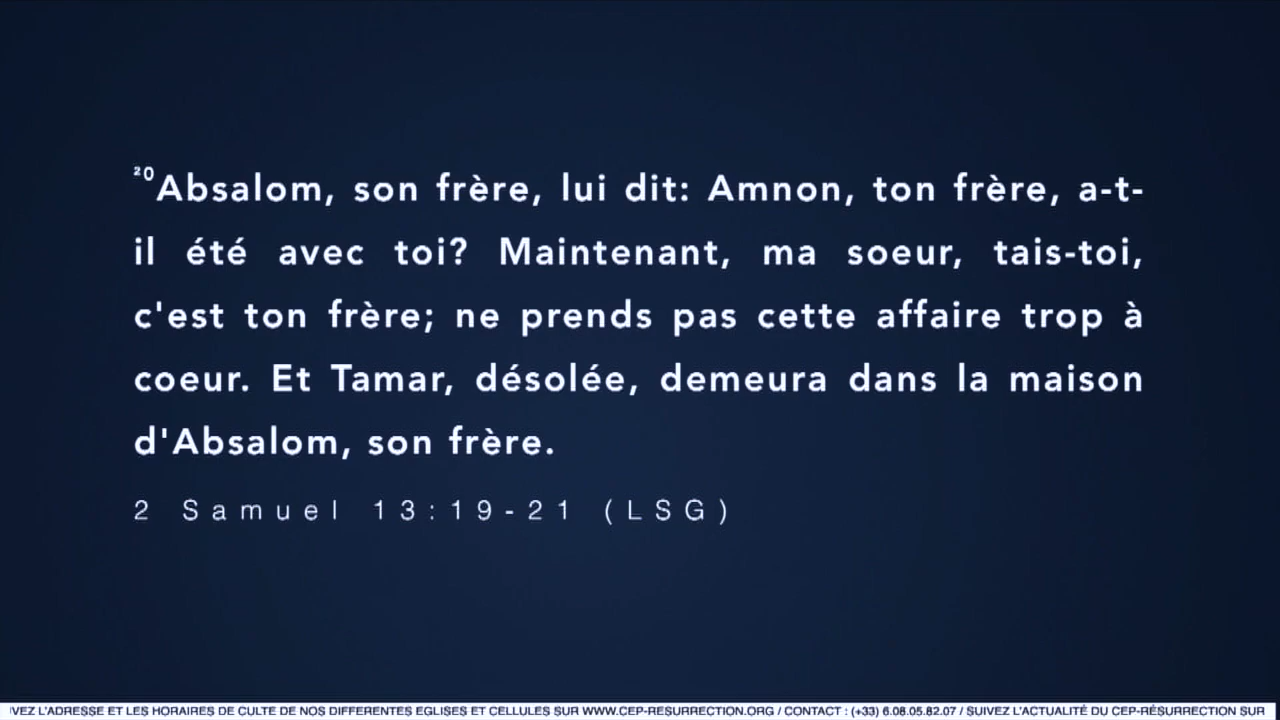 ²⁰Absalom, son frère, lui dit: Amnon, ton frère, a-t-
il été avec toi? Maintenant, ma soeur, tais-toi,
c'est ton frère; ne prends pas cette affaire trop à
coeur. Et Tamar, désolée, demeura dans la maison
d'Absalom, son frère.
2 Samuel 13:19-21 (LSG)
VEZ L'ADRESSE ET LES HORAIRES DE CULTE DE NOS DIFFERENTES EGLISES ET CELLULES SUR WWW.CEP-RESURRECTION.ORG / CONTACT : (+33) 6.08.05.82.07 / SUIVEZ L'ACTUALITÉ DU CEP-RÉSURRECTION SUR